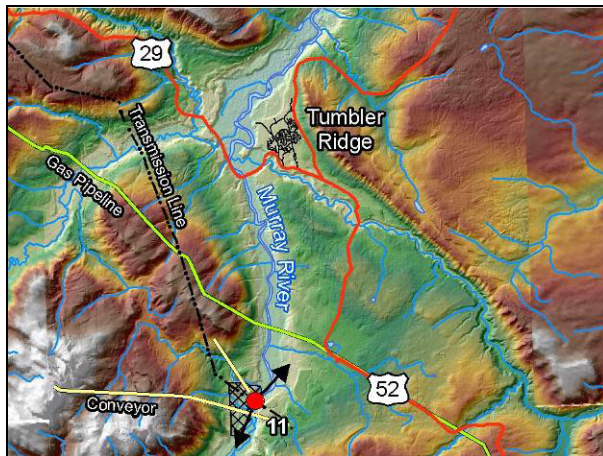 29
Tumbler
Ridge
Transmission Line
Gas Pipeline
Murray River
52
Conveyor
11